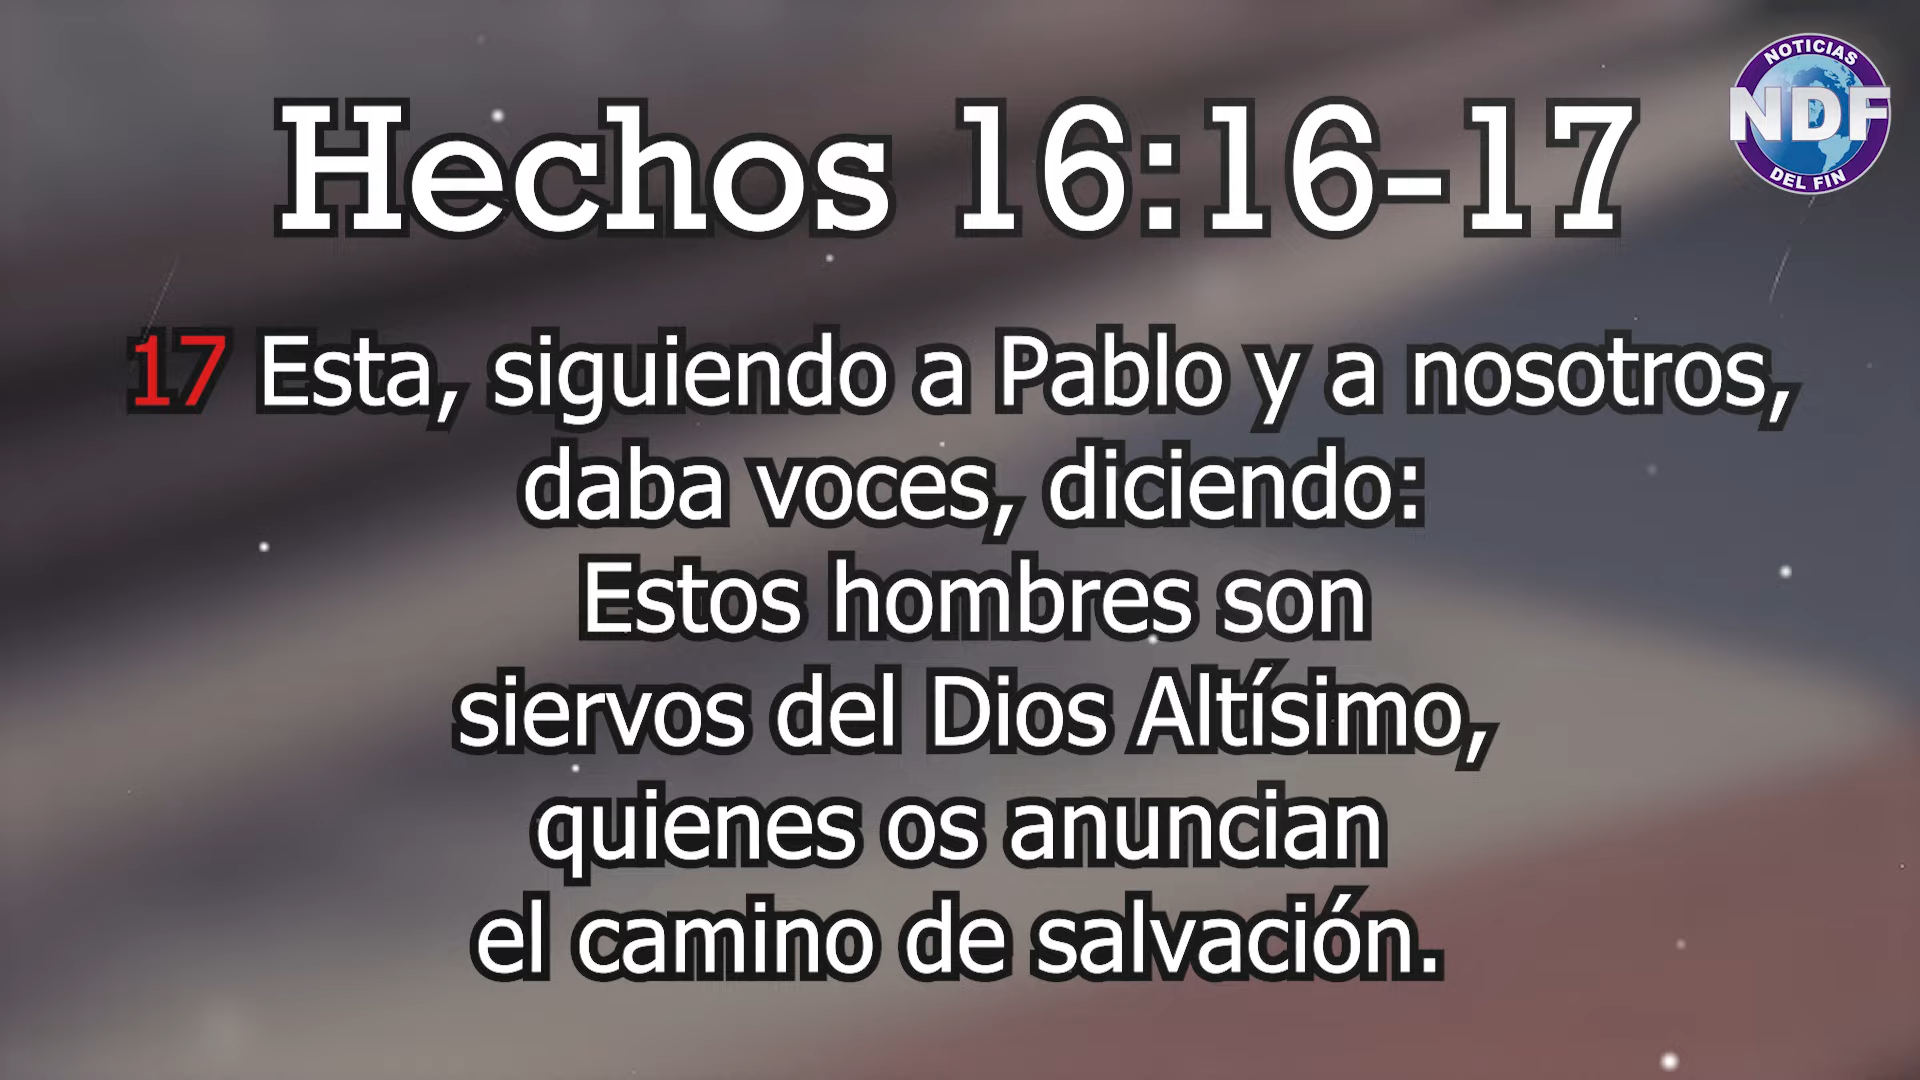 NOTICIAS
NDF
DEL FIN
Hechos 16:16-17
17 Esta, siguiendo a Pablo y a nosotros,
daba voces, diciendo:
Estos hombres son
siervos del Dios Altísimo,
quienes os anuncian
el camino de salvación.